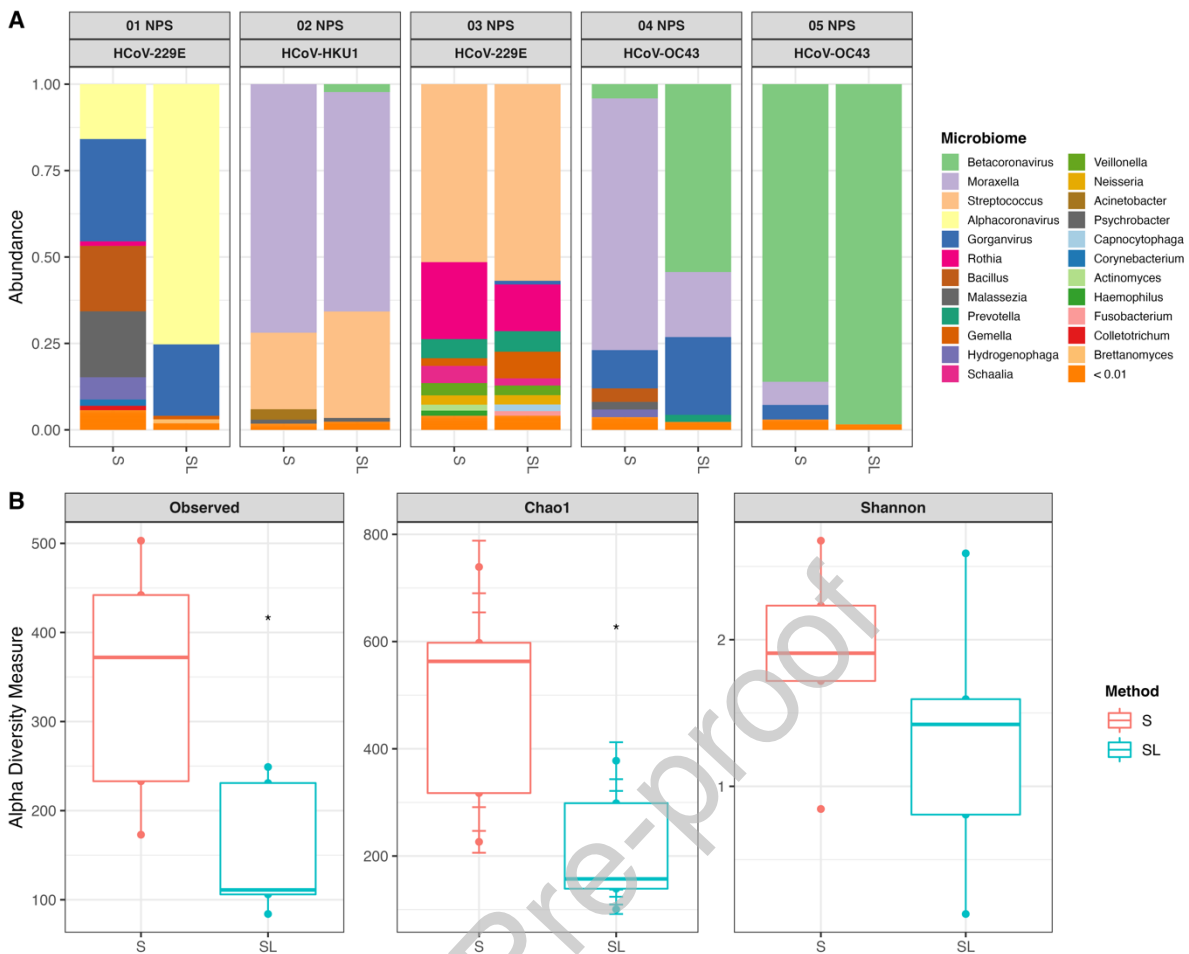 A
01 NPS 02 NPS 03 NPS 04 NPS 05 NPS
HCoV-229E HCoV-HKU1 HCoV-229E HCoV-OC43 HCoV-OC43
Abundance
1.00
0.75
0.50
0.25
0.00
S SL S SL S SL S SL S SL
Microbiome
Betacoronavirus Veillonella
Moraxella Neisseria
Streptococcus Acinetobacter
Alphacoronavirus Psychrobacter
Gorganvirus Capnocytophaga
Rothia Corynebacterium
Bacillus Actinomyces
Malassezia Haemophilus
Prevotella Fusobacterium
Gemella Colletotrichum
Hydrogenophaga Brettanomyces
Schaalia < 0.01
B
Observed Chao1 Shannon
Alpha Diversity Measure
500
400
300
200
100
*
S SL
800
600
400
200
*
S SL
2
1
S SL
Method
S
SL
Pre-proof